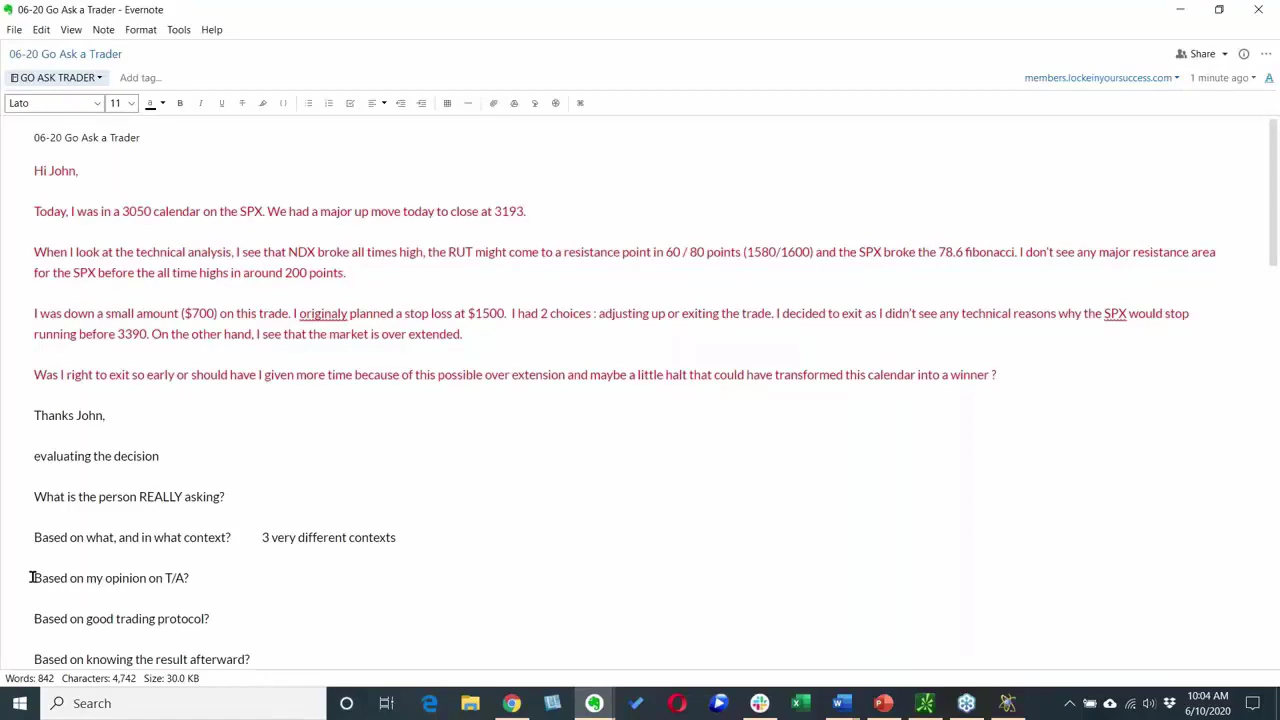 06-20 Go Ask a Trader - Evernote
File Edit View Note Format Tools Help
06-20 Go Ask a Trader
Share
GO ASK TRADER
Add tag...
members.lockeinyoursuccess.com
1 minute ago
Lato
11
06-20 Go Ask a Trader
Hi John,
Today, I was in a 3050 calendar on the SPX. We had a major up move today to close at 3193.
When I look at the technical analysis, I see that NDX broke all times high, the RUT might come to a resistance point in 60 / 80 points (1580/1600) and the SPX broke the 78.6 fibonacci. I don't see any major resistance area
for the SPX before the all time highs in around 200 points.
I was down a small amount ($700) on this trade. I originaly planned a stop loss at $1500.  I had 2 choices : adjusting up or exiting the trade. I decided to exit as I didn't see any technical reasons why the SPX would stop
running before 3390. On the other hand, I see that the market is over extended.
Was I right to exit so early or should have I given more time because of this possible over extension and maybe a little halt that could have transformed this calendar into a winner ?
Thanks John,
evaluating the decision
What is the person REALLY asking?
Based on what, and in what context? 3 very different contexts
Based on my opinion on T/A?
Based on good trading protocol?
Based on knowing the result afterward?
Words: 842 Characters: 4,742 Size: 30.0 KB
Search
10:04 AM
6/10/2020